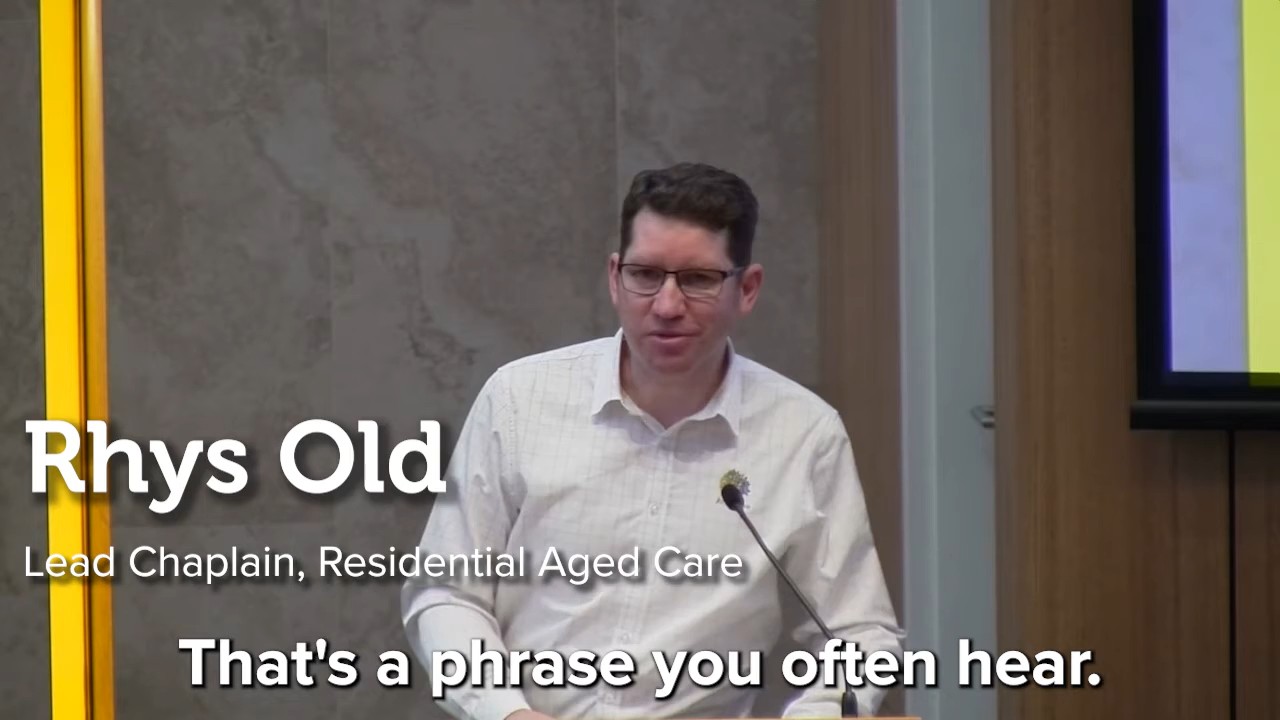 Rhys Old
Lead Chaplain, Residential Aged Care
That's a phrase you often hear.